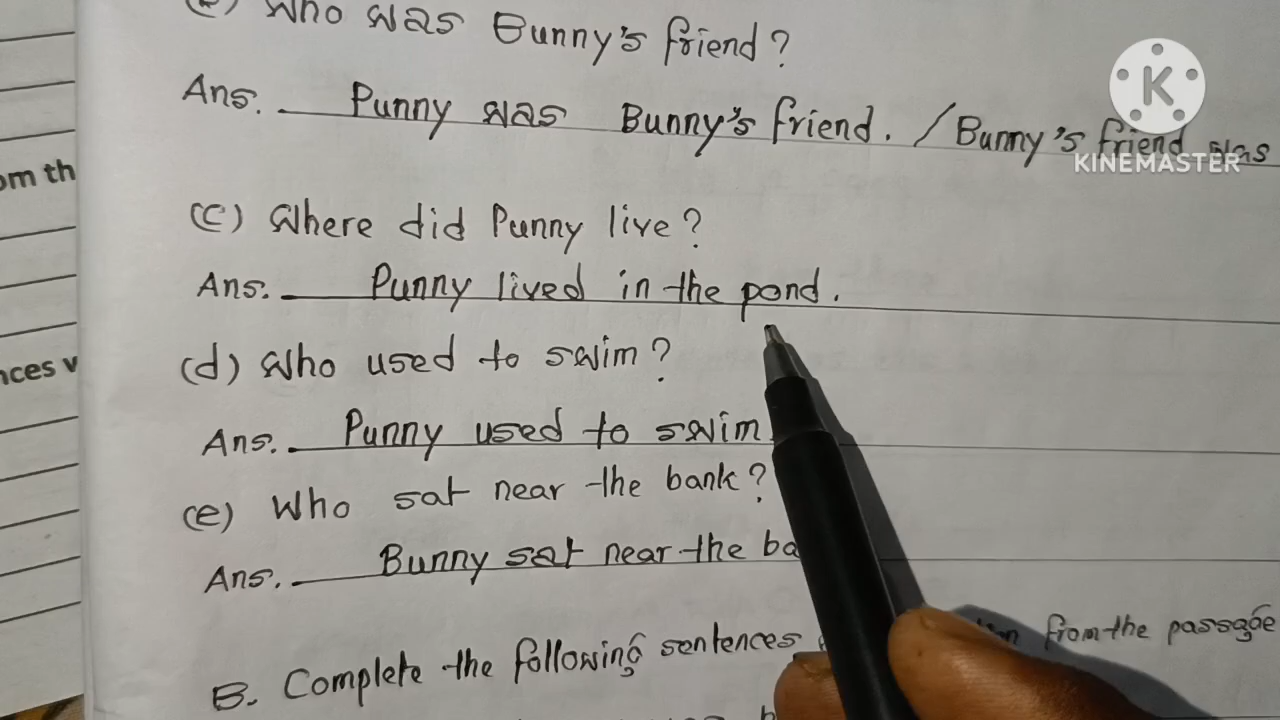 Who was Bunny's friend?
Ans. Punny was Bunny's friend. / Bunny's friend was
KINEMASTER
om th
(c) Where did Punny live?
Ans. Punny lived in the pond.
(d) Who used to swim?
nces w
Ans. Punny used to swim
(e) Who sat near the bank?
Ans. Bunny sat near the ba
B. Complete the following sentences from the passage